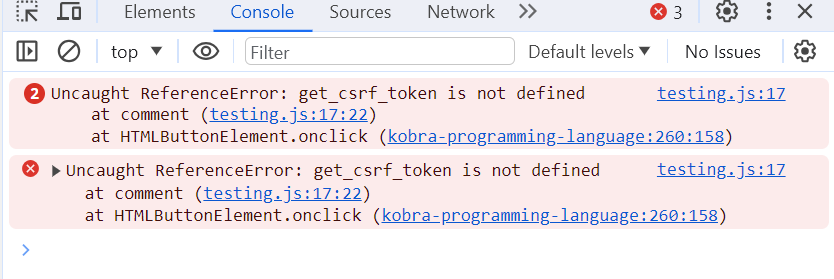 Elements Console Sources Network 3
top Filter Default levels No Issues
2 Uncaught ReferenceError: get_csrf_token is not defined testing.js:17
at comment (testing.js:17:22)
at HTMLButtonElement.onclick (kobra-programming-language:260:158)
Uncaught ReferenceError: get_csrf_token is not defined testing.js:17
at comment (testing.js:17:22)
at HTMLButtonElement.onclick (kobra-programming-language:260:158)